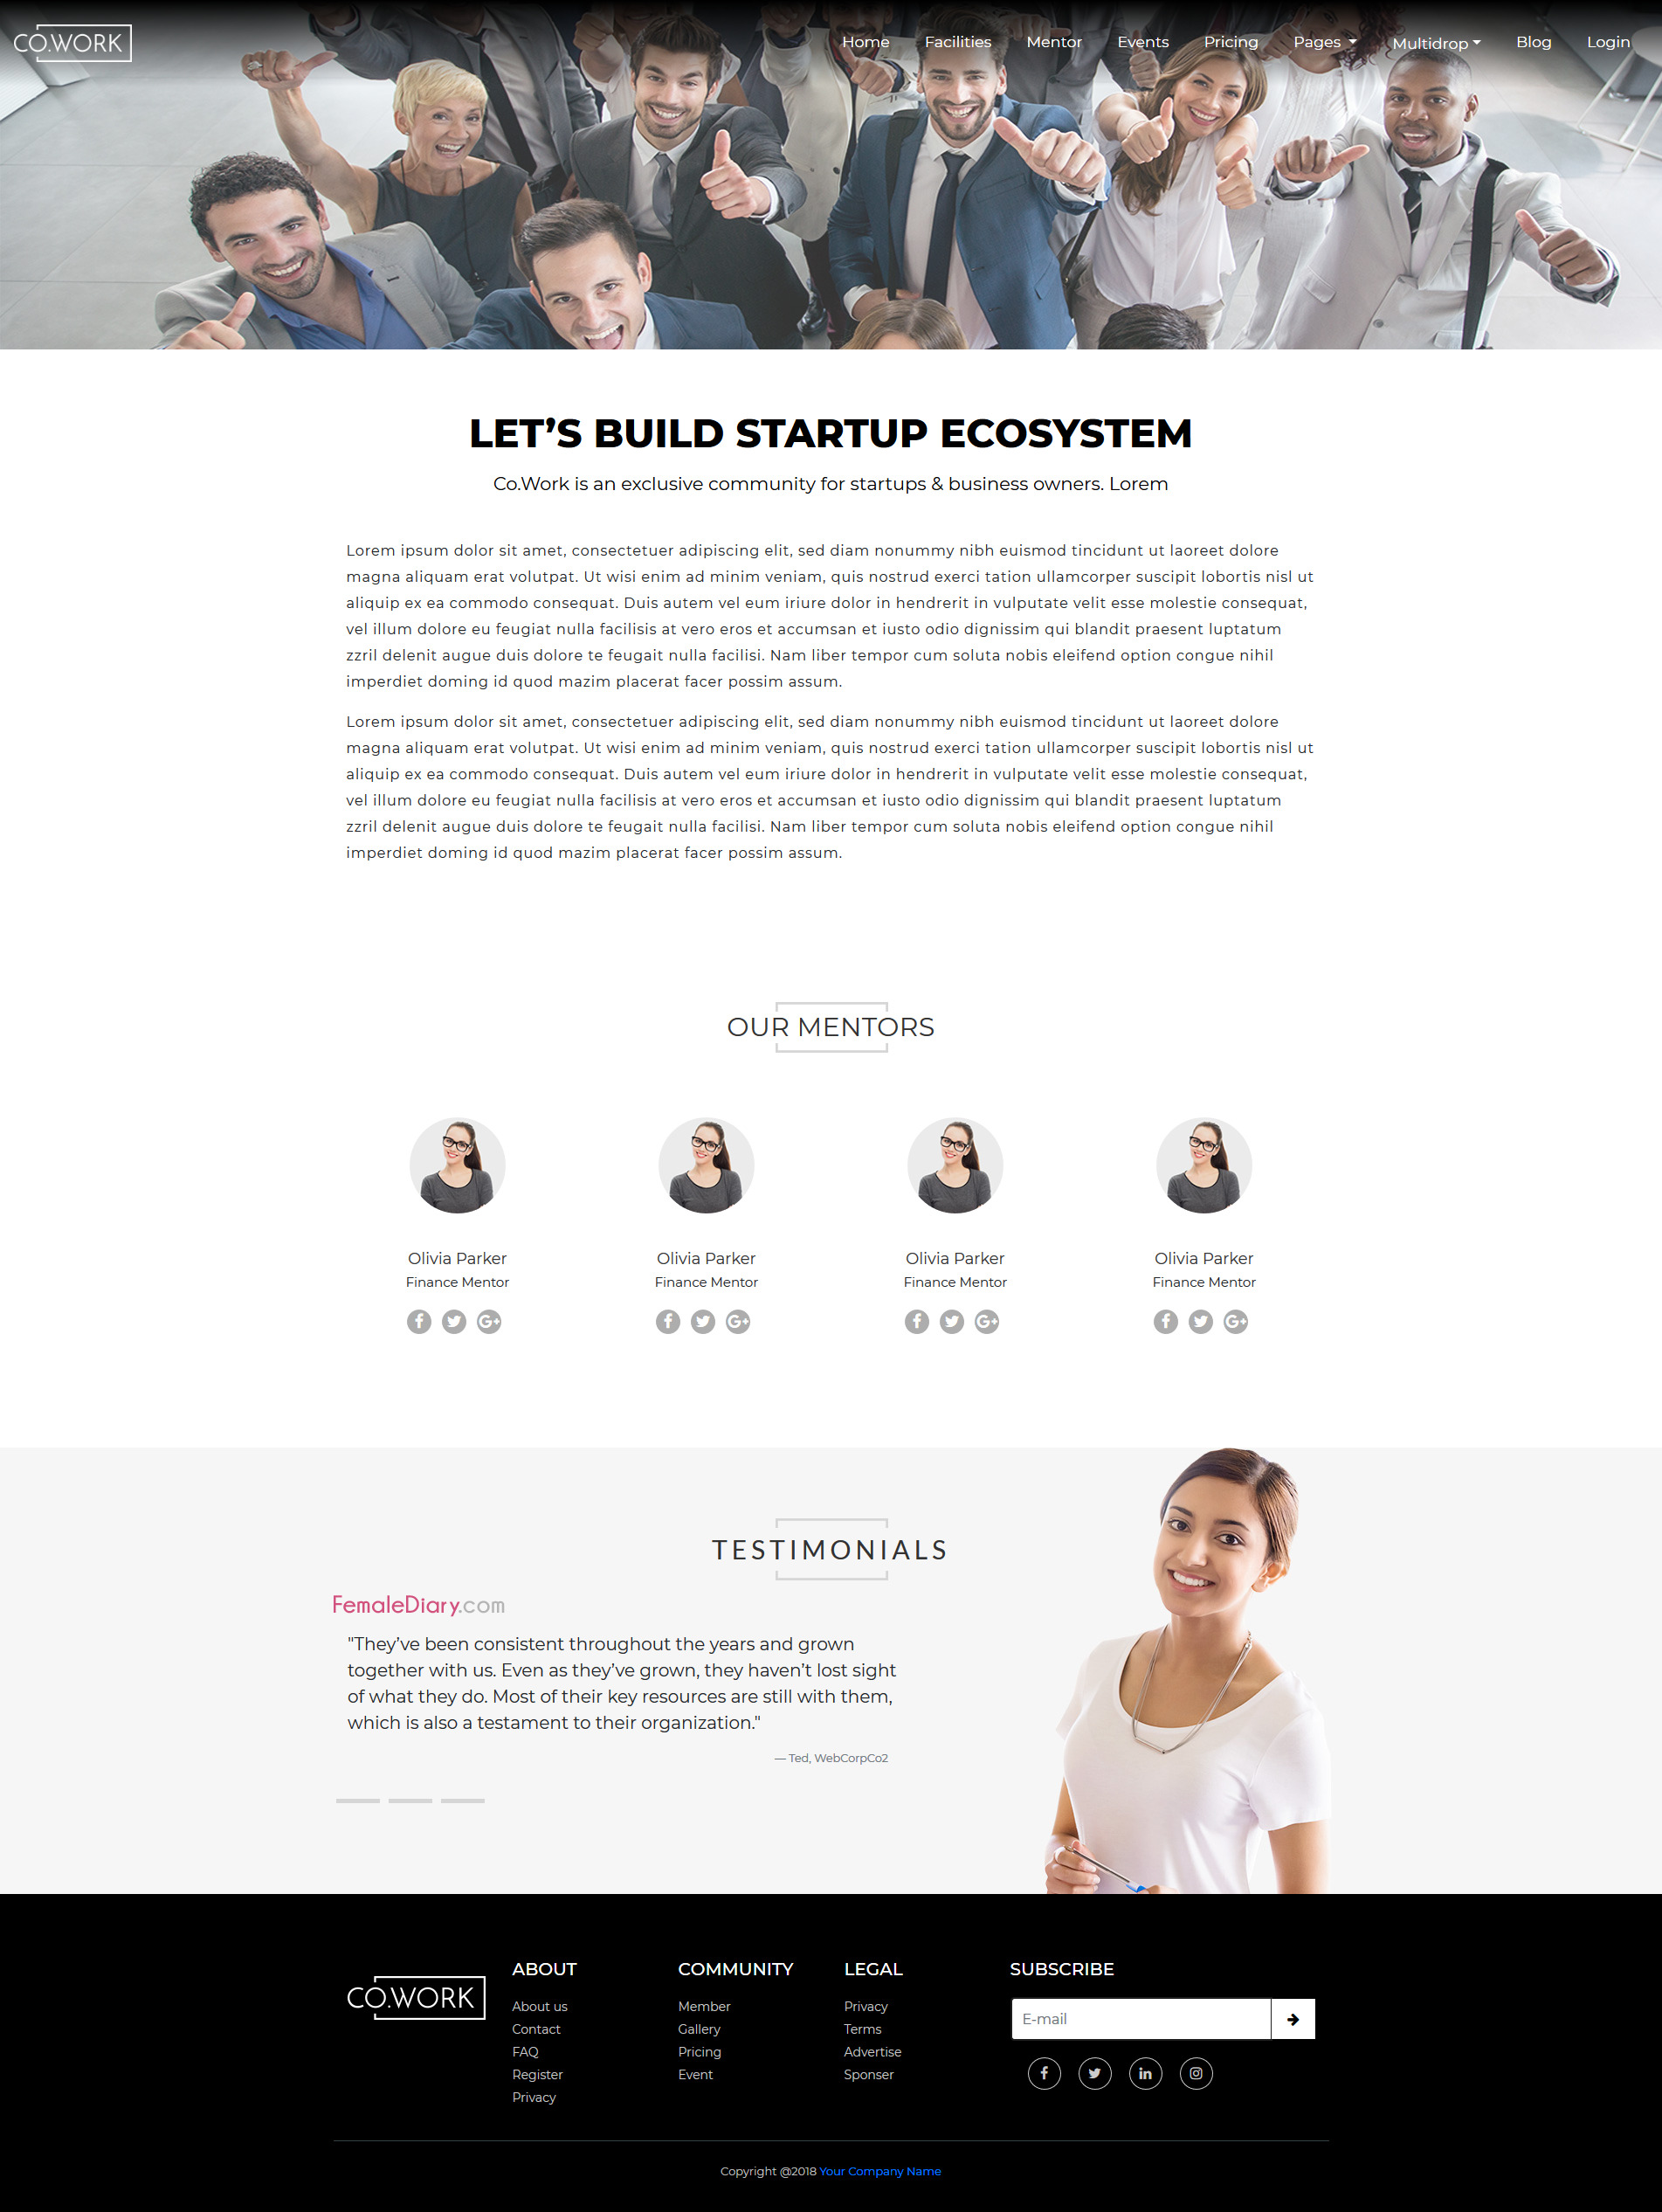 CO.WORK
Home Facilities Mentor Events Pricing Pages Multidrop Blog Login
LET’S BUILD STARTUP ECOSYSTEM
Co.Work is an exclusive community for startups & business owners. Lorem
Lorem ipsum dolor sit amet, consectetuer adipiscing elit, sed diam nonummy nibh euismod tincidunt ut laoreet dolore
magna aliquam erat volutpat. Ut wisi enim ad minim veniam, quis nostrud exerci tation ullamcorper suscipit lobortis nisl ut
aliquip ex ea commodo consequat. Duis autem vel eum iriure dolor in hendrerit in vulputate velit esse molestie consequat,
vel illum dolore eu feugiat nulla facilisis at vero eros et accumsan et iusto odio dignissim qui blandit praesent luptatum
zzril delenit augue duis dolore te feugait nulla facilisi. Nam liber tempor cum soluta nobis eleifend option congue nihil
imperdiet doming id quod mazim placerat facer possim assum.
Lorem ipsum dolor sit amet, consectetuer adipiscing elit, sed diam nonummy nibh euismod tincidunt ut laoreet dolore
magna aliquam erat volutpat. Ut wisi enim ad minim veniam, quis nostrud exerci tation ullamcorper suscipit lobortis nisl ut
aliquip ex ea commodo consequat. Duis autem vel eum iriure dolor in hendrerit in vulputate velit esse molestie consequat,
vel illum dolore eu feugiat nulla facilisis at vero eros et accumsan et iusto odio dignissim qui blandit praesent luptatum
zzril delenit augue duis dolore te feugait nulla facilisi. Nam liber tempor cum soluta nobis eleifend option congue nihil
imperdiet doming id quod mazim placerat facer possim assum.
OUR MENTORS
Olivia Parker
Finance Mentor
Olivia Parker
Finance Mentor
Olivia Parker
Finance Mentor
Olivia Parker
Finance Mentor
TESTIMONIALS
FemaleDiary.com
"They’ve been consistent throughout the years and grown
together with us. Even as they’ve grown, they haven’t lost sight
of what they do. Most of their key resources are still with them,
which is also a testament to their organization."
— Ted, WebCorpCo2
CO.WORK
ABOUT
About us
Contact
FAQ
Register
Privacy
COMMUNITY
Member
Gallery
Pricing
Event
LEGAL
Privacy
Terms
Advertise
Sponser
SUBSCRIBE
E-mail
Copyright @2018 Your Company Name